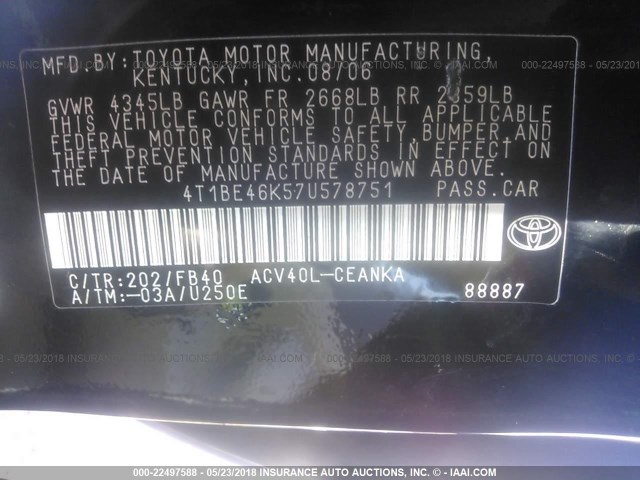 MFD.BY:TOYOTA MOTOR MANUFACTURING,
KENTUCKY,INC.08/06
GVWR 4345LB GAWR FR 2668LB RR 2359LB
THIS VEHICLE CONFORMS TO ALL APPLICABLE
FEDERAL MOTOR VEHICLE SAFETY, BUMPER,AND
THEFT PREVENTION STANDARDS IN EFFECT ON
THE DATE OF MANUFACTURE SHOWN ABOVE.
4T1BE46K57U578751 PASS.CAR
C/TR:202/FB40 ACV40L-CEANKA
A/TM:-03A/U250E 88887
000-22497588 - 05/23/2018 INSURANCE AUTO AUCTIONS - © - IAAI.COM